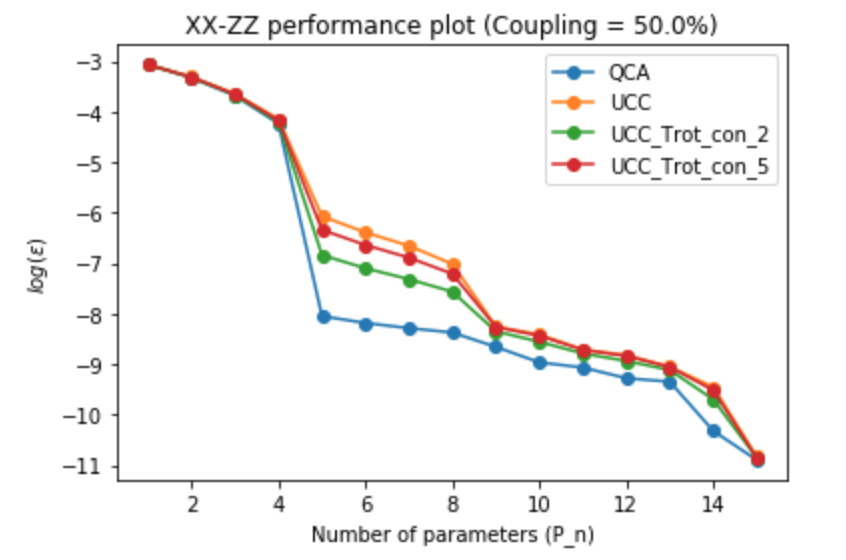 XX-ZZ performance plot (Coupling = 50.0%)
QCA
UCC
UCC_Trot_con_2
UCC_Trot_con_5
−3
−4
−5
−6
−7
−8
−9
−10
−11
log(ε)
2 4 6 8 10 12 14
Number of parameters (P_n)